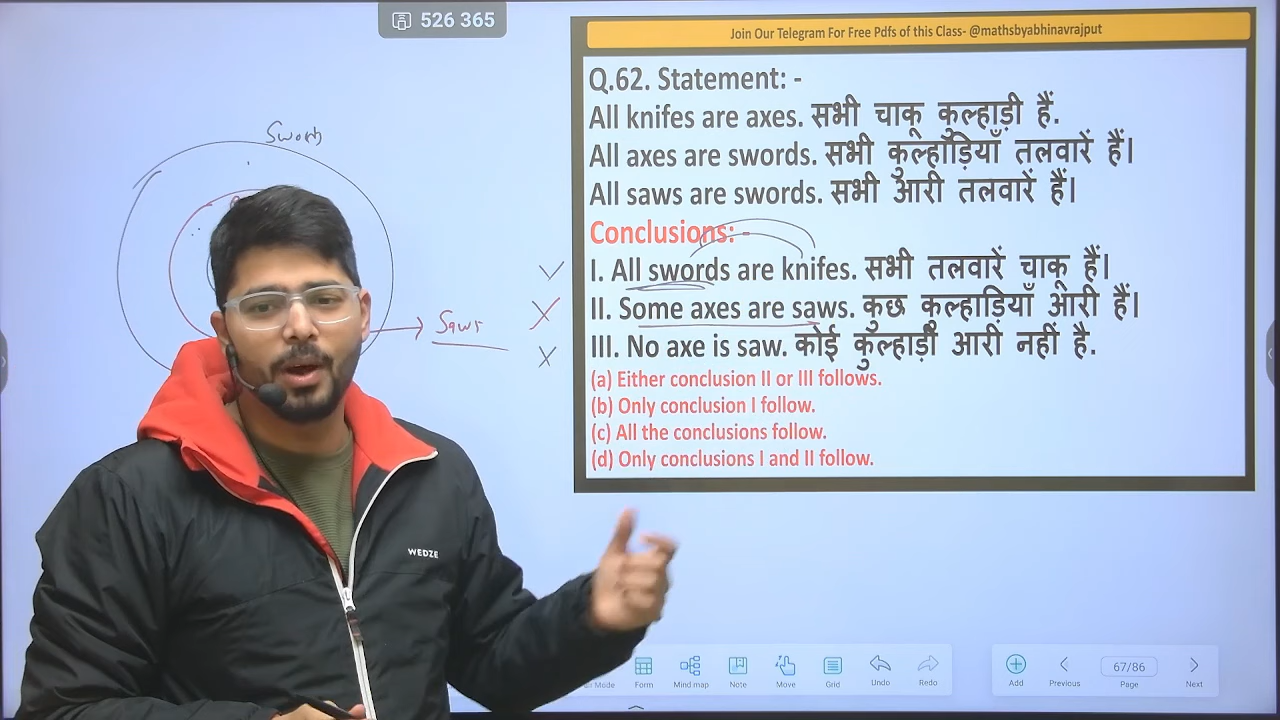 526 365
Join Our Telegram For Free Pdfs of this Class- @mathsbyabhinavrajput
Q.62. Statement: -
All knifes are axes. सभी चाकू कुल्हाड़ी हैं.
All axes are swords. सभी कुल्हाड़ियाँ तलवारें हैं।
All saws are swords. सभी आरी तलवारें हैं।
Conclusions: -
I. All swords are knifes. सभी तलवारें चाकू हैं।
II. Some axes are saws. कुछ कुल्हाड़ियाँ आरी हैं।
III. No axe is saw. कोई कुल्हाड़ी आरी नहीं है.
(a) Either conclusion II or III follows.
(b) Only conclusion I follow.
(c) All the conclusions follow.
(d) Only conclusions I and II follow.
Saws
WEDZE
Form
Mind map
Note
Move
Grid
Undo
Redo
Add
Previous
67/86
Page
Next